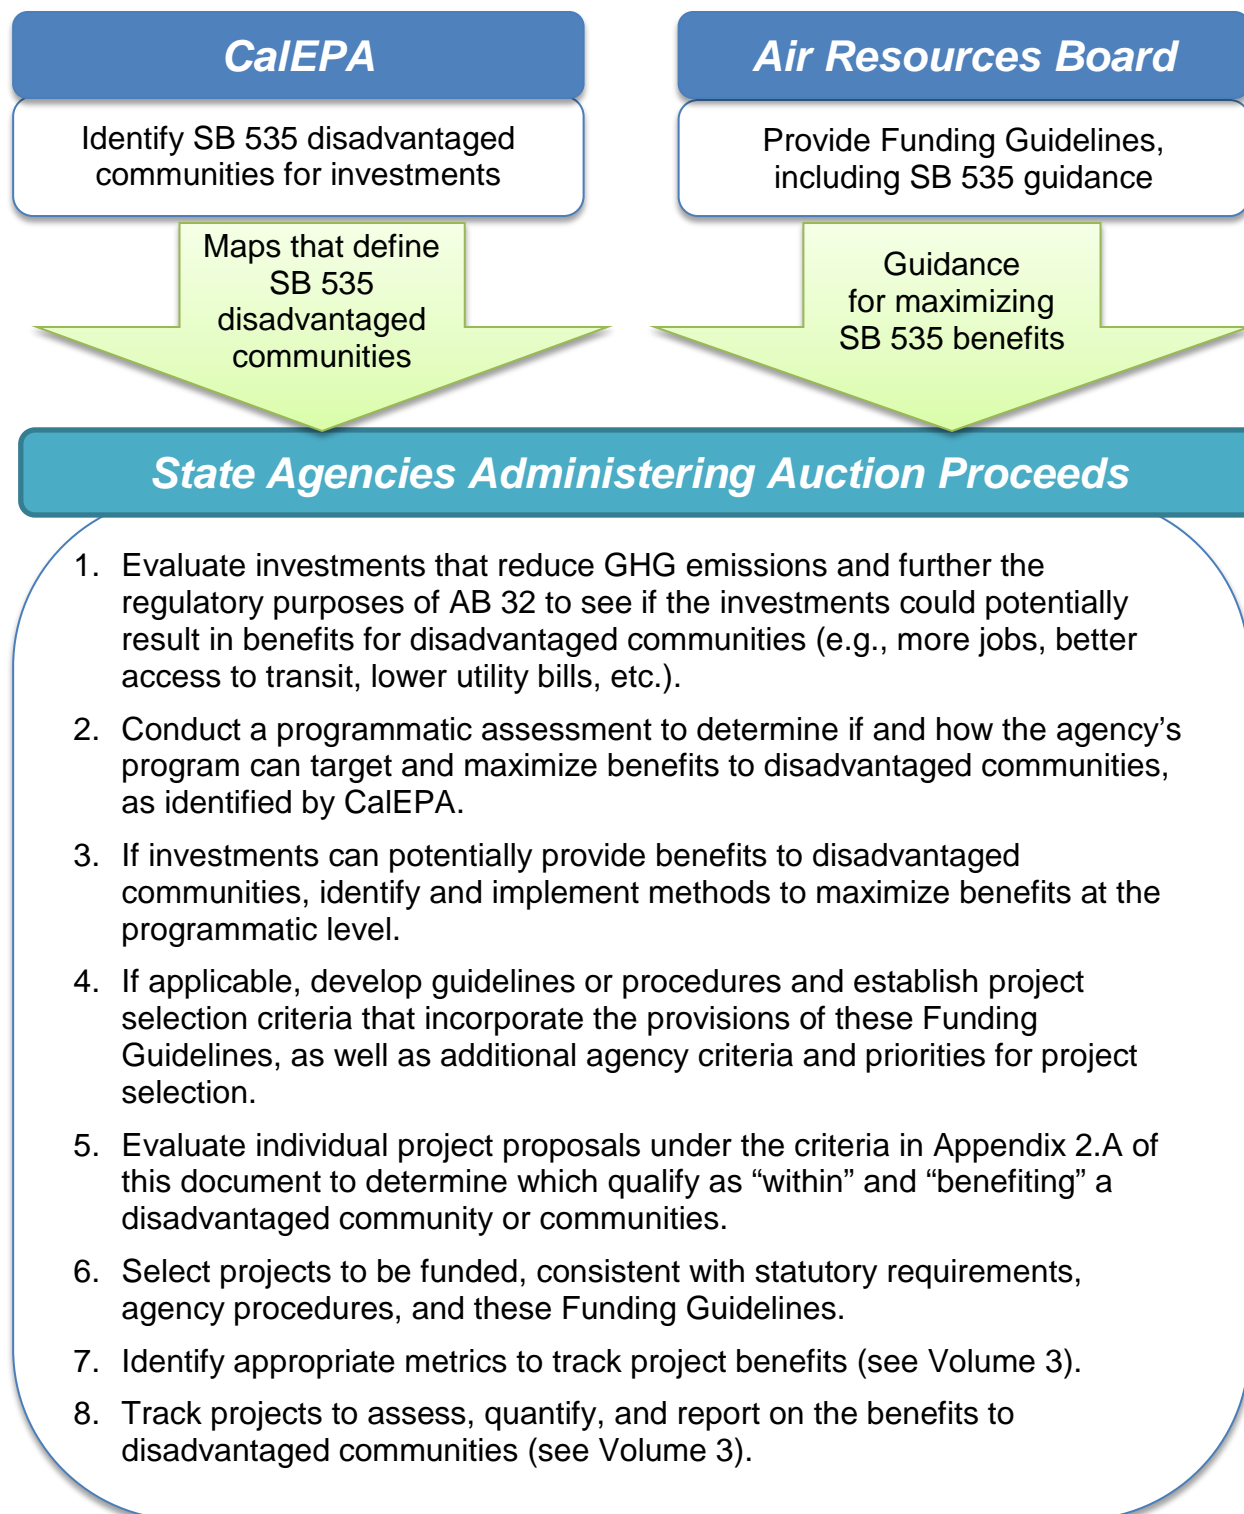 CalEPA
Identify SB 535 disadvantaged
communities for investments
Maps that define
SB 535
disadvantaged
communities
Air Resources Board
Provide Funding Guidelines,
including SB 535 guidance
Guidance
for maximizing
SB 535 benefits
State Agencies Administering Auction Proceeds
1. Evaluate investments that reduce GHG emissions and further the
regulatory purposes of AB 32 to see if the investments could potentially
result in benefits for disadvantaged communities (e.g., more jobs, better
access to transit, lower utility bills, etc.).
2. Conduct a programmatic assessment to determine if and how the agency’s
program can target and maximize benefits to disadvantaged communities,
as identified by CalEPA.
3. If investments can potentially provide benefits to disadvantaged
communities, identify and implement methods to maximize benefits at the
programmatic level.
4. If applicable, develop guidelines or procedures and establish project
selection criteria that incorporate the provisions of these Funding
Guidelines, as well as additional agency criteria and priorities for project
selection.
5. Evaluate individual project proposals under the criteria in Appendix 2.A of
this document to determine which qualify as “within” and “benefiting” a
disadvantaged community or communities.
6. Select projects to be funded, consistent with statutory requirements,
agency procedures, and these Funding Guidelines.
7. Identify appropriate metrics to track project benefits (see Volume 3).
8. Track projects to assess, quantify, and report on the benefits to
disadvantaged communities (see Volume 3).